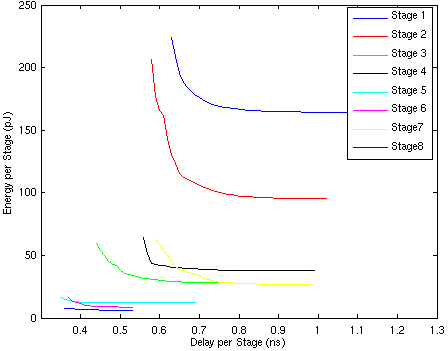 250
200
150
100
50
0
Energy per Stage (pJ)
0.4 0.5 0.6 0.7 0.8 0.9 1 1.1 1.2 1.3
Delay per Stage (ns)
Stage 1
Stage 2
Stage 3
Stage 4
Stage 5
Stage 6
Stage7
Stage8